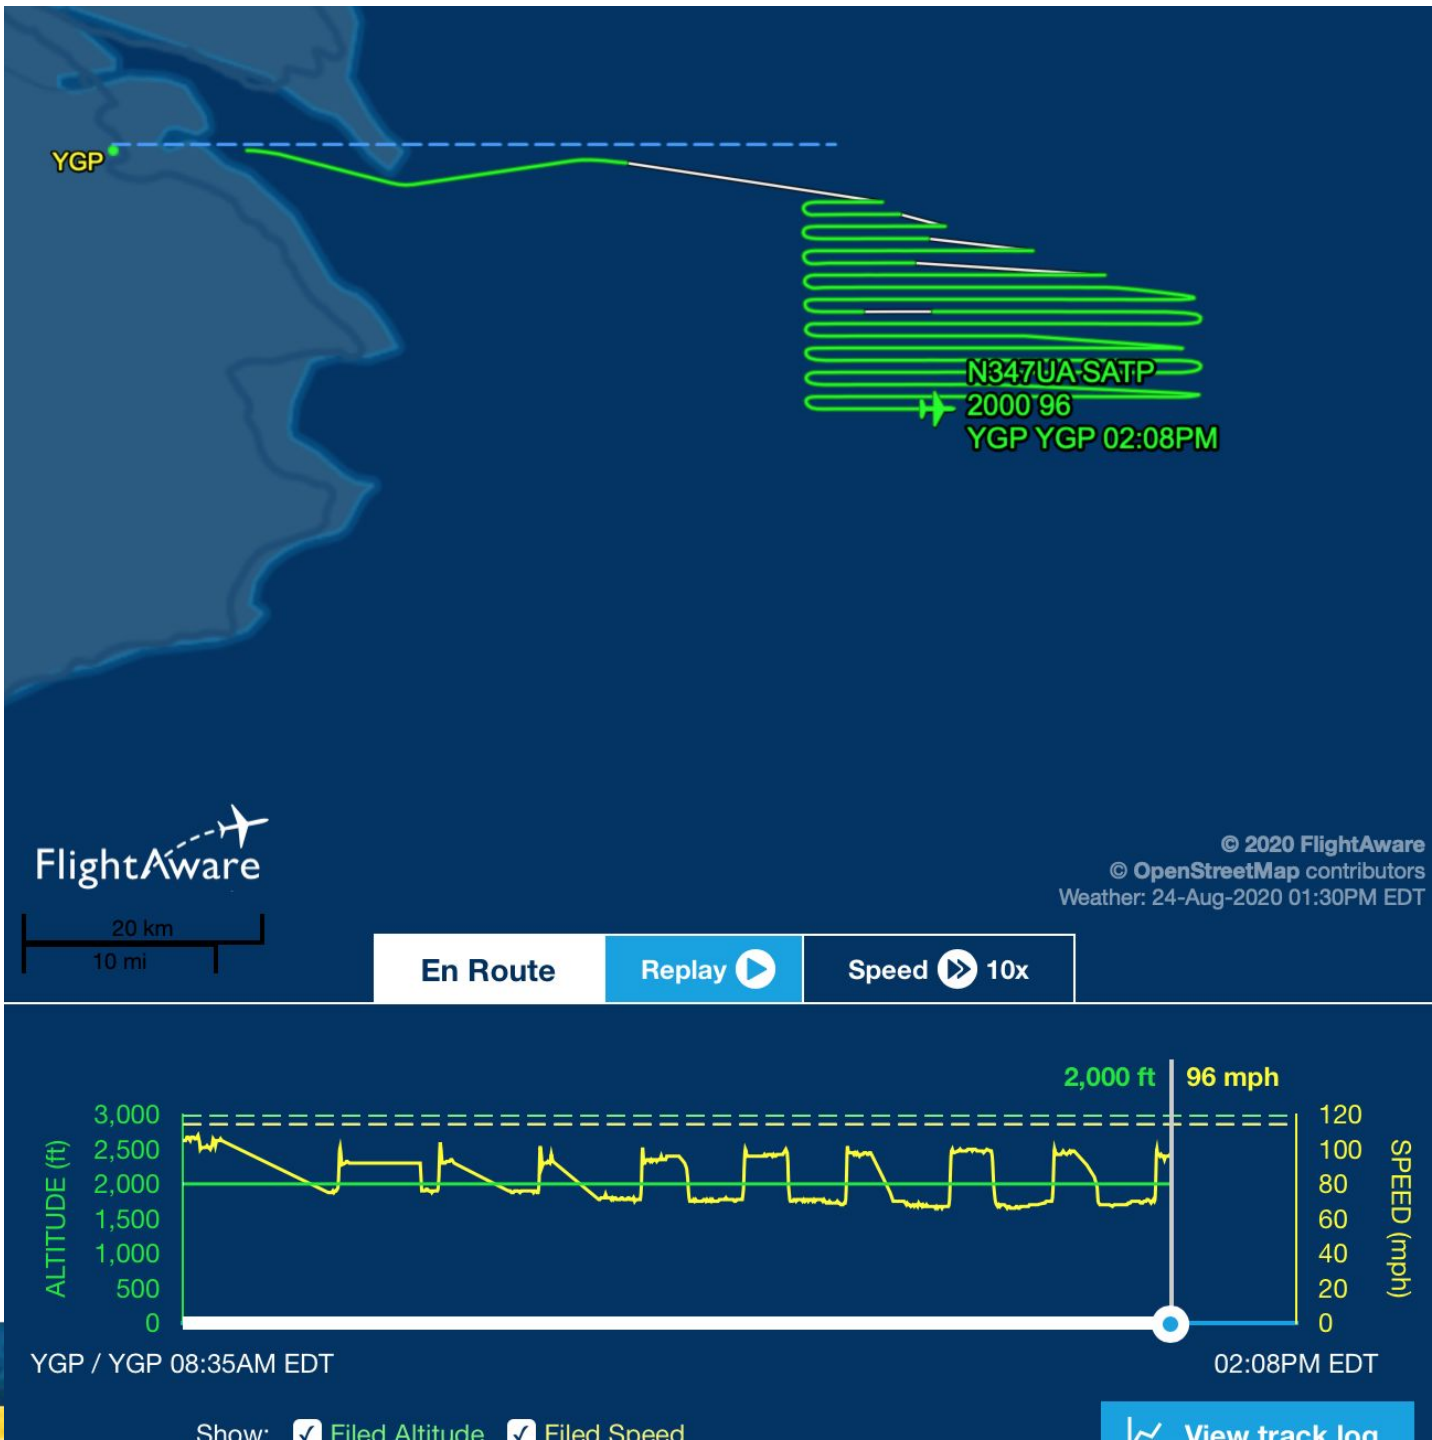 YGP
N347UA SATP
2000 96
YGP YGP 02:08PM
FlightAware
© 2020 FlightAware
© OpenStreetMap contributors
Weather: 24-Aug-2020 01:30PM EDT
20 km
10 mi
En Route
Replay
Speed 10x
2,000 ft 96 mph
ALTITUDE (ft)
3,000
2,500
2,000
1,500
1,000
500
0
120
100
80
60
40
20
0
SPEED (mph)
YGP / YGP 08:35AM EDT
02:08PM EDT
Show: Filed Altitude Filed Speed
View track log